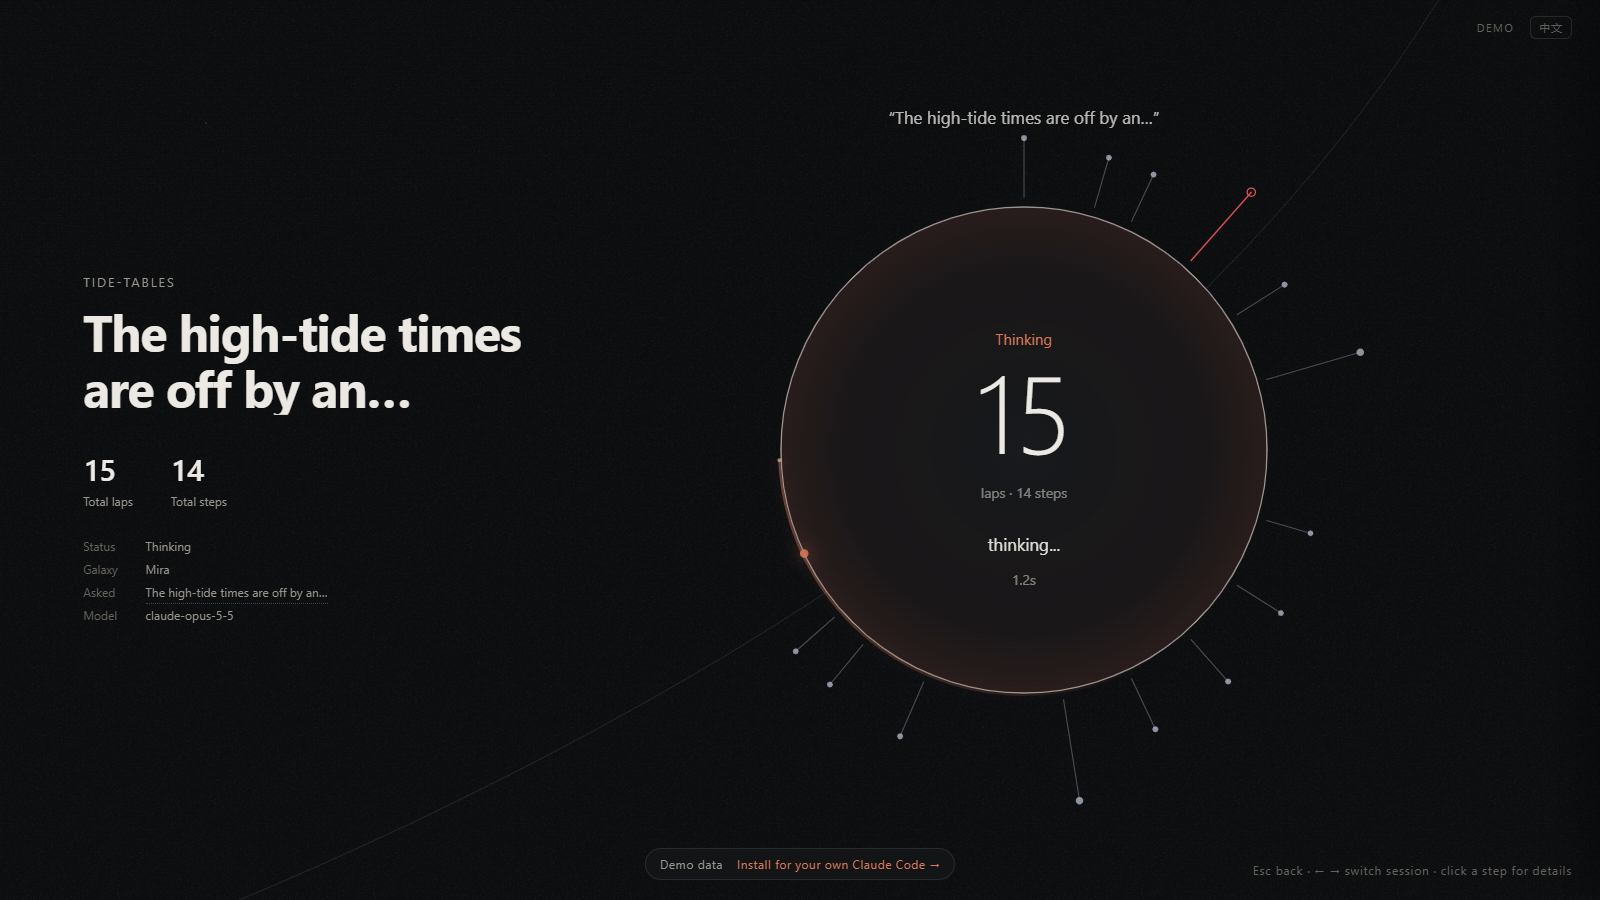 DEMO 中文
“The high-tide times are off by an...”
TIDE-TABLES
The high-tide times
are off by an...
15 14
Total laps Total steps
Status Thinking
Galaxy Mira
Asked The high-tide times are off by an...
Model claude-opus-5-5
Thinking
15
laps · 14 steps
thinking...
1.2s
Demo data Install for your own Claude Code →
Esc back · ← → switch session · click a step for details